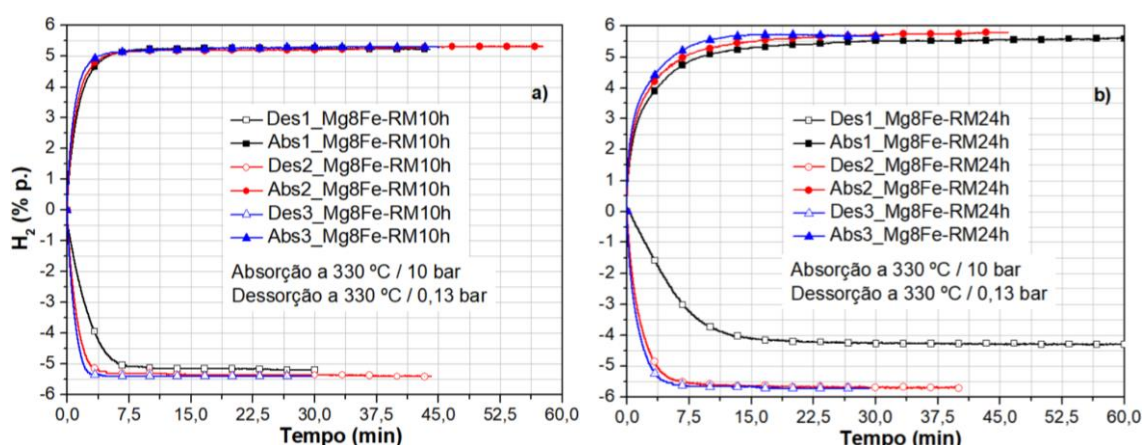 a)
H2 (% p.)
6
5
4
3
2
1
0
-1
-2
-3
-4
-5
-6
Des1_Mg8Fe-RM10h
Abs1_Mg8Fe-RM10h
Des2_Mg8Fe-RM10h
Abs2_Mg8Fe-RM10h
Des3_Mg8Fe-RM10h
Abs3_Mg8Fe-RM10h
Absorção a 330 ºC / 10 bar
Dessorção a 330 ºC / 0,13 bar
0,0 7,5 15,0 22,5 30,0 37,5 45,0 52,5 60,0
Tempo (min)
b)
6
5
4
3
2
1
0
-1
-2
-3
-4
-5
-6
Des1_Mg8Fe-RM24h
Abs1_Mg8Fe-RM24h
Des2_Mg8Fe-RM24h
Abs2_Mg8Fe-RM24h
Des3_Mg8Fe-RM24h
Abs3_Mg8Fe-RM24h
Absorção a 330 ºC / 10 bar
Dessorção a 330 ºC / 0,13 bar
0,0 7,5 15,0 22,5 30,0 37,5 45,0 52,5 60,0
Tempo (min)